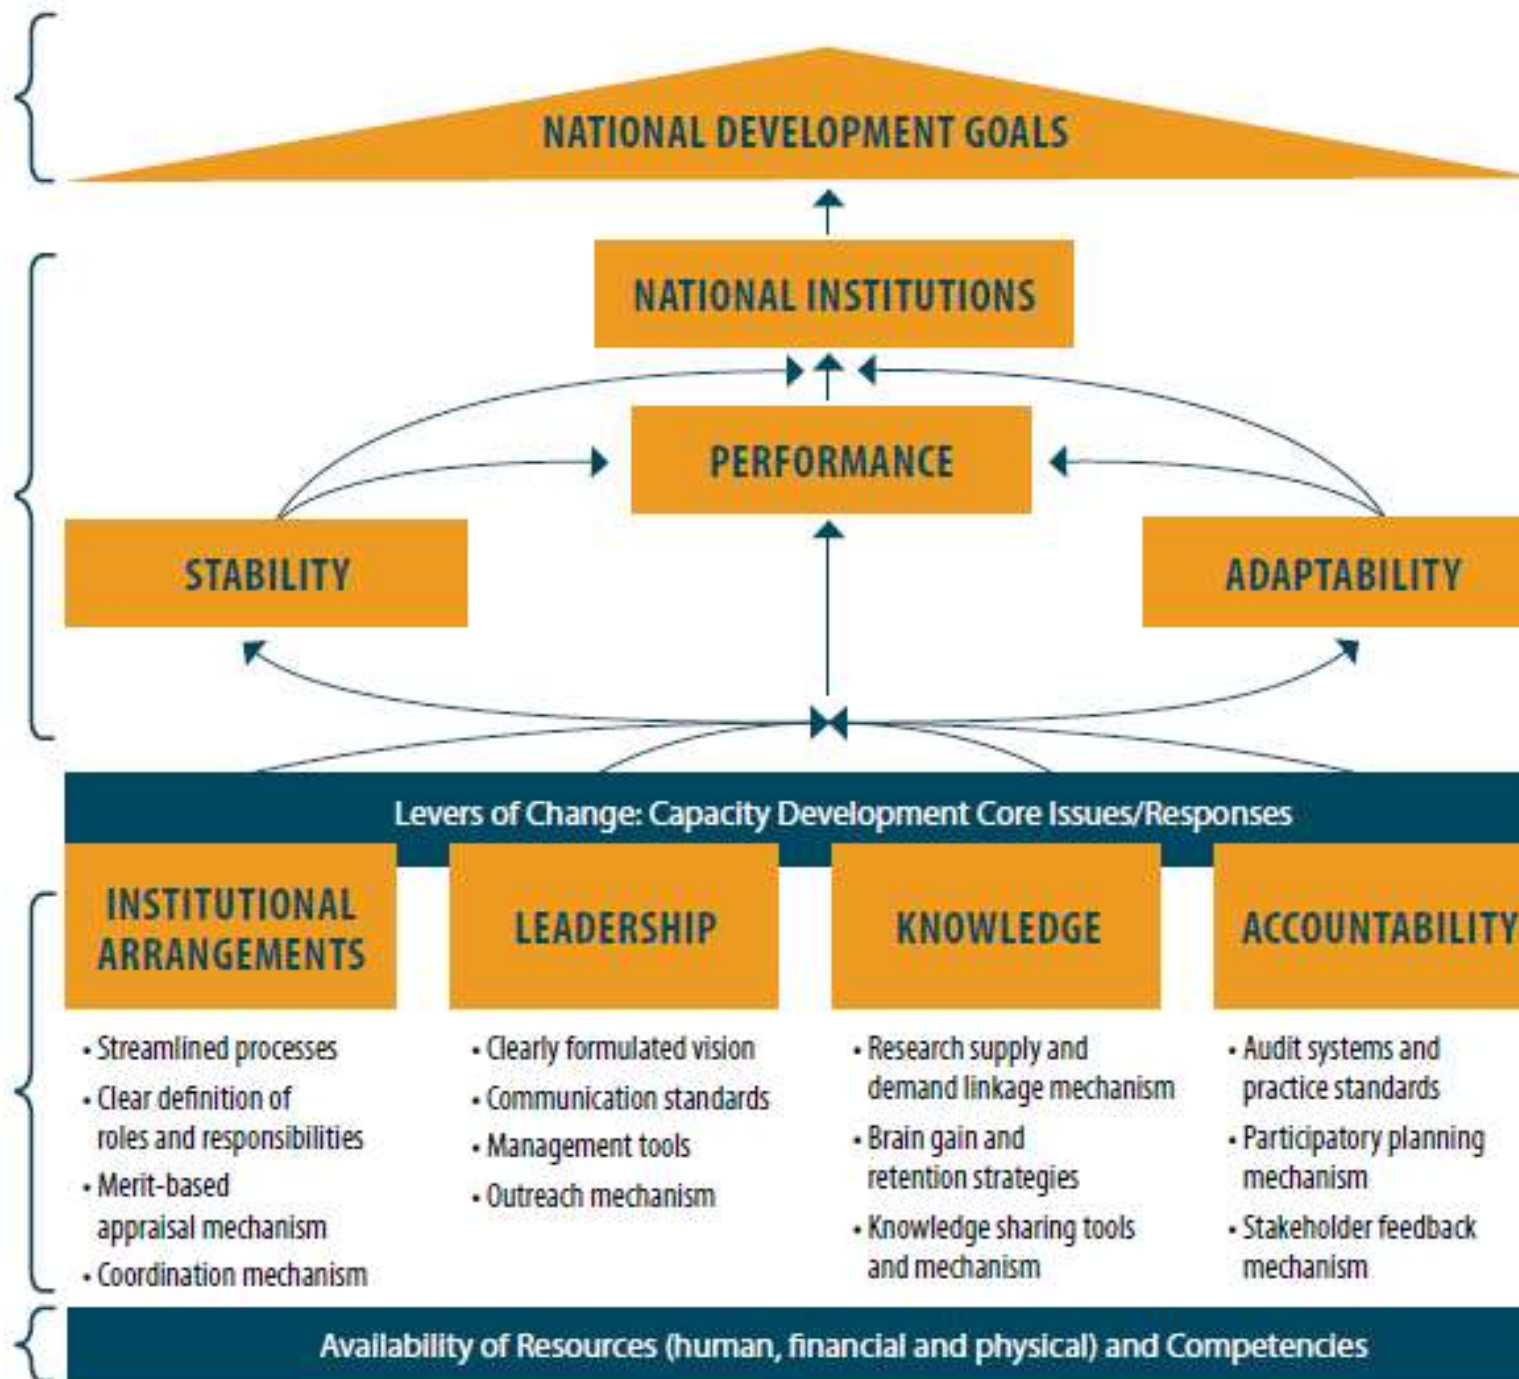 NATIONAL DEVELOPMENT GOALS
NATIONAL INSTITUTIONS
PERFORMANCE
STABILITY
ADAPTABILITY
Levers of Change: Capacity Development Core Issues/Responses
INSTITUTIONAL
ARRANGEMENTS
• Streamlined processes
• Clear definition of
roles and responsibilities
• Merit-based
appraisal mechanism
• Coordination mechanism
LEADERSHIP
• Clearly formulated vision
• Communication standards
• Management tools
• Outreach mechanism
KNOWLEDGE
• Research supply and
demand linkage mechanism
• Brain gain and
retention strategies
• Knowledge sharing tools
and mechanism
ACCOUNTABILITY
• Audit systems and
practice standards
• Participatory planning
mechanism
• Stakeholder feedback
mechanism
Availability of Resources (human, financial and physical) and Competencies